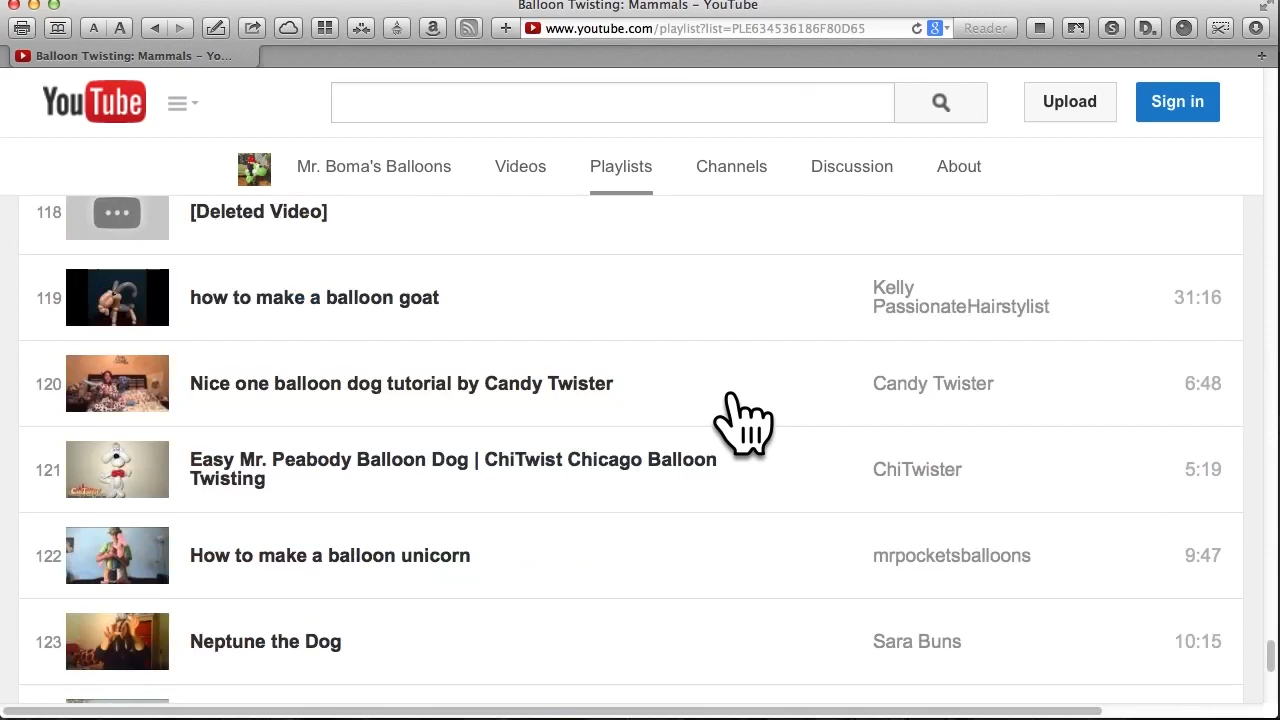 Balloon Twisting: Mammals – YouTube
A A a + www.youtube.com/playlist?list=PLE634536186F80D65 8 Reader S D.
Balloon Twisting: Mammals – Yo... +
YouTube Upload Sign in
Mr. Boma's Balloons Videos Playlists Channels Discussion About
118 [Deleted Video]
119 how to make a balloon goat Kelly PassionateHairstylist 31:16
120 Nice one balloon dog tutorial by Candy Twister Candy Twister 6:48
121 Easy Mr. Peabody Balloon Dog | ChiTwist Chicago Balloon
Twisting ChiTwister 5:19
122 How to make a balloon unicorn mrpocketsballoons 9:47
123 Neptune the Dog Sara Buns 10:15